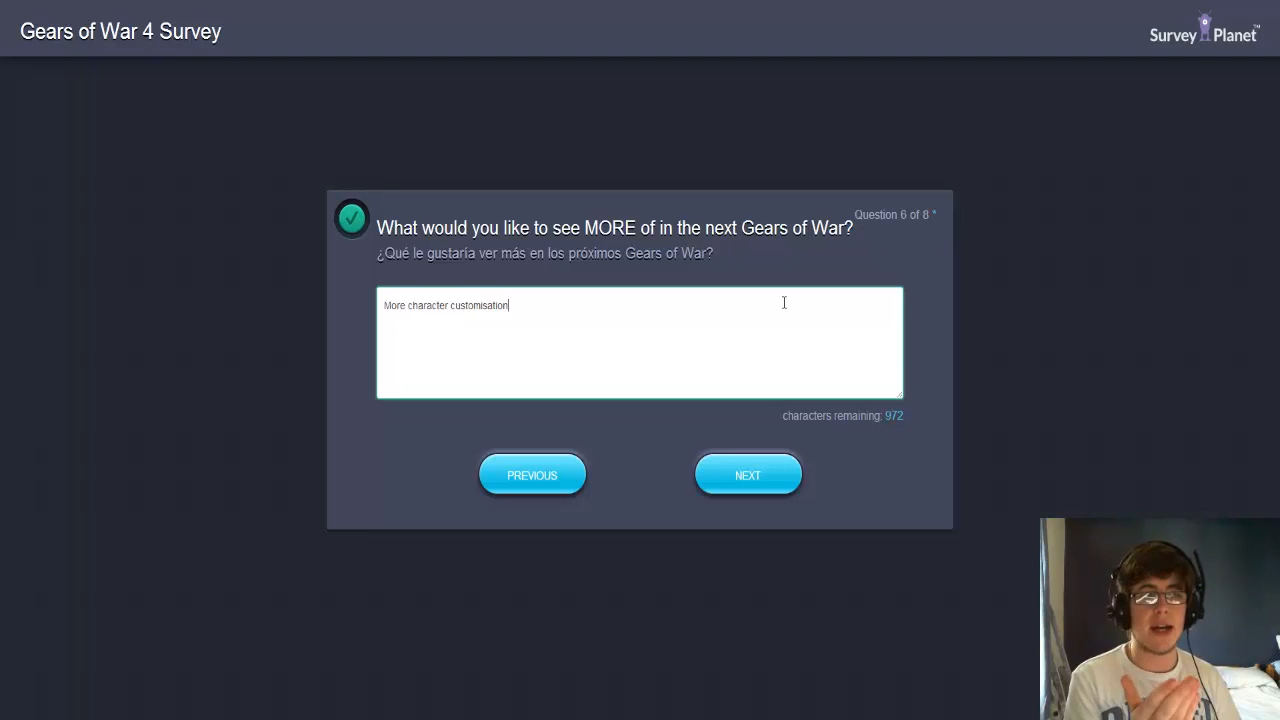 Gears of War 4 Survey
Survey Planet™
Question 6 of 8 *
What would you like to see MORE of in the next Gears of War?
¿Qué le gustaría ver más en los próximos Gears of War?
More character customisation
characters remaining: 972
PREVIOUS
NEXT